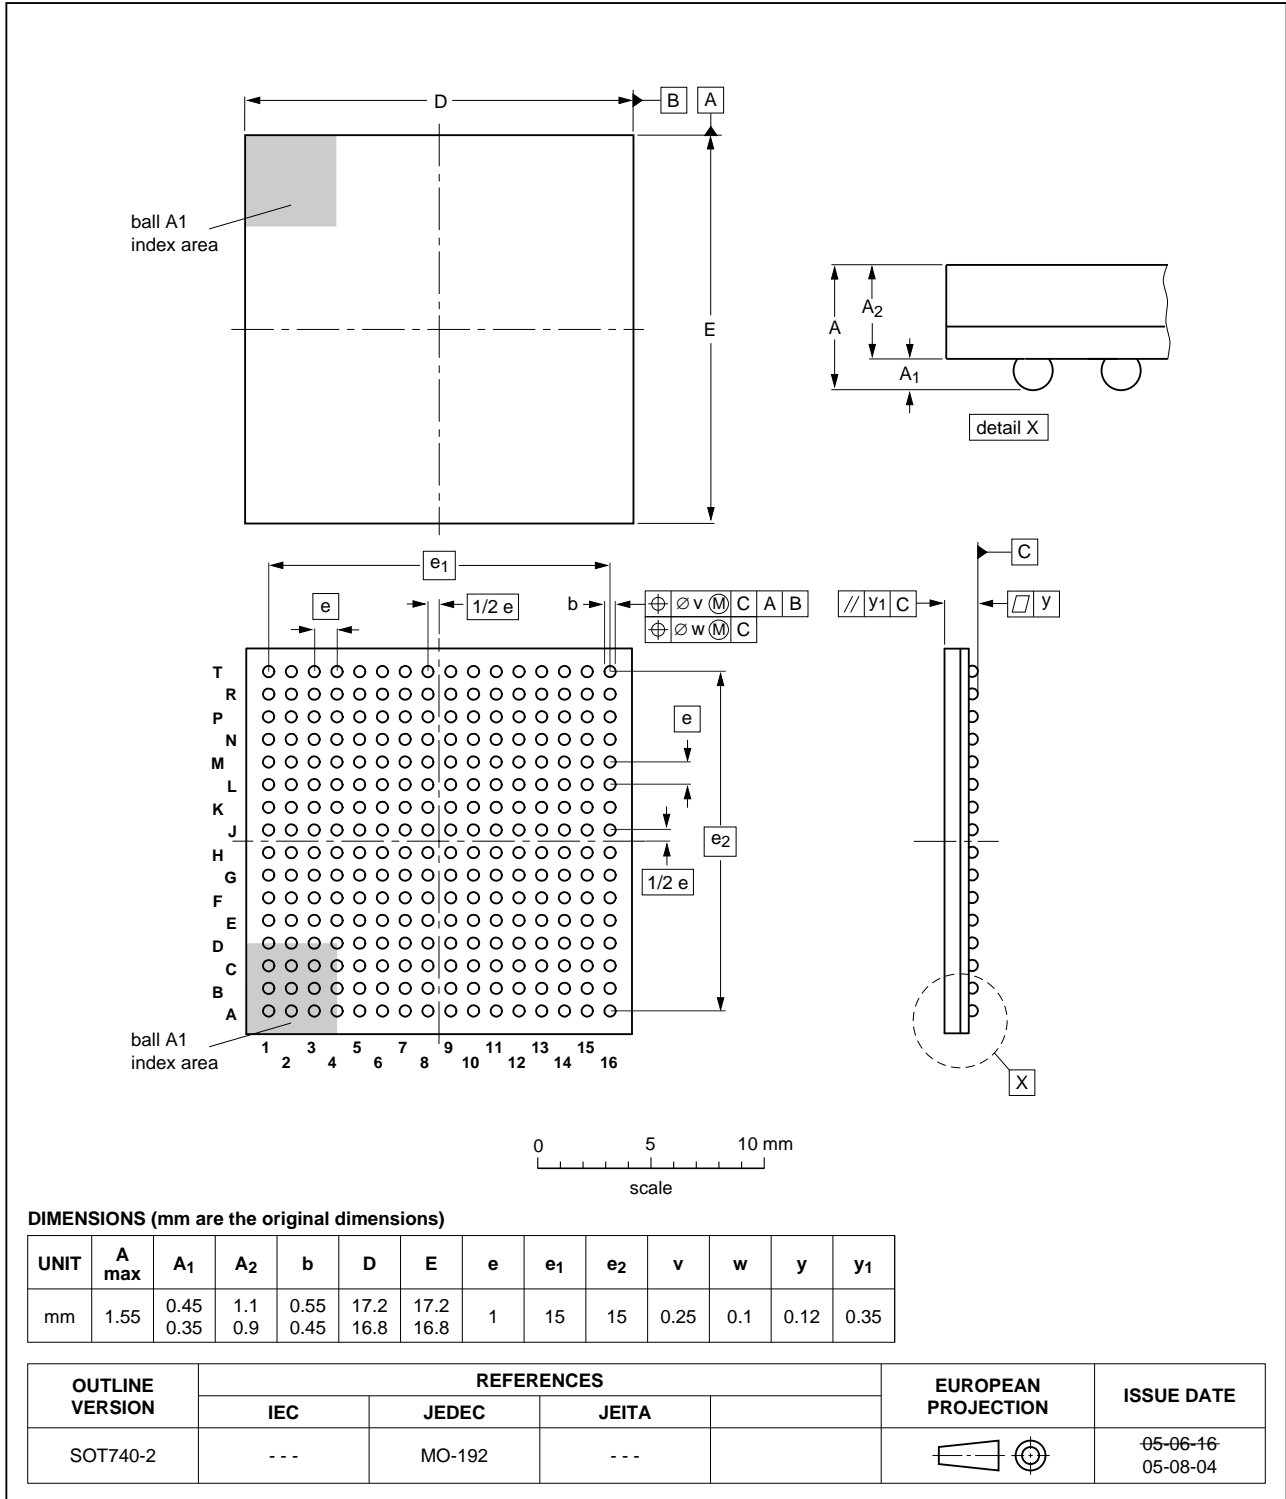 D
B
A
ball A1
index area
E
A
A2
A1
detail X
e1
e
1/2 e
b
⌖ ∅ v Ⓜ C A B
⌖ ∅ w Ⓜ C
// y1 C
C
▱ y
T
R
P
N
M
L
K
J
H
G
F
E
D
C
B
A
e
e2
1/2 e
ball A1
index area
1 3 5 7 9 11 13 15
2 4 6 8 10 12 14 16
X
0 5 10 mm
scale
DIMENSIONS (mm are the original dimensions)
UNIT A max A1 A2 b D E e e1 e2 v w y y1
mm 1.55 0.45 0.35 1.1 0.9 0.55 0.45 17.2 16.8 17.2 16.8 1 15 15 0.25 0.1 0.12 0.35
OUTLINE VERSION REFERENCES EUROPEAN PROJECTION ISSUE DATE
IEC JEDEC JEITA
SOT740-2 - - - MO-192 - - - 05-06-16
05-08-04